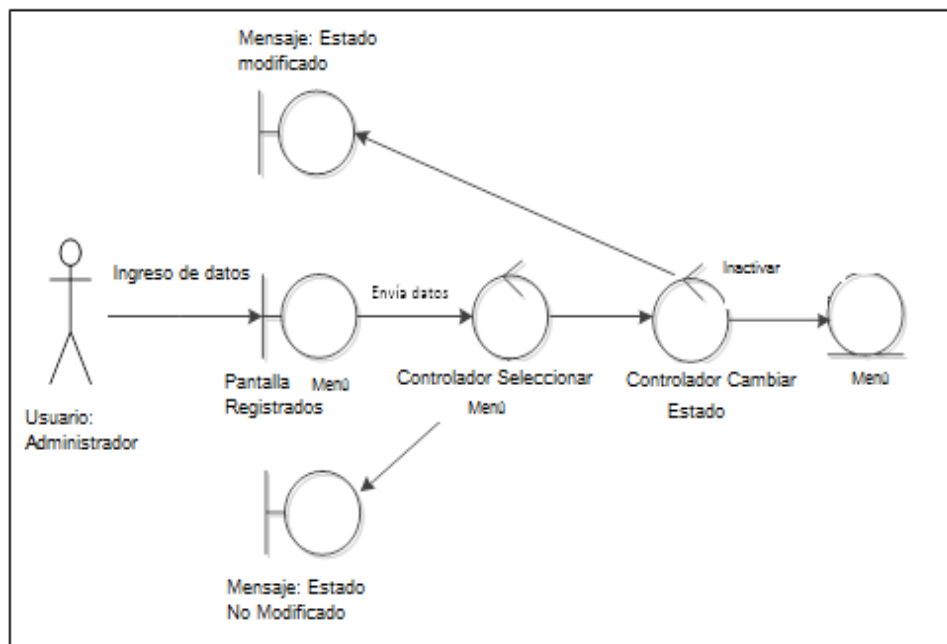 Mensaje: Estado
modificado
Ingreso de datos
Envía datos
Inactivar
Pantalla Menú
Registrados
Controlador Seleccionar
Menú
Controlador Cambiar
Estado
Menú
Usuario:
Administrador
Mensaje: Estado
No Modificado